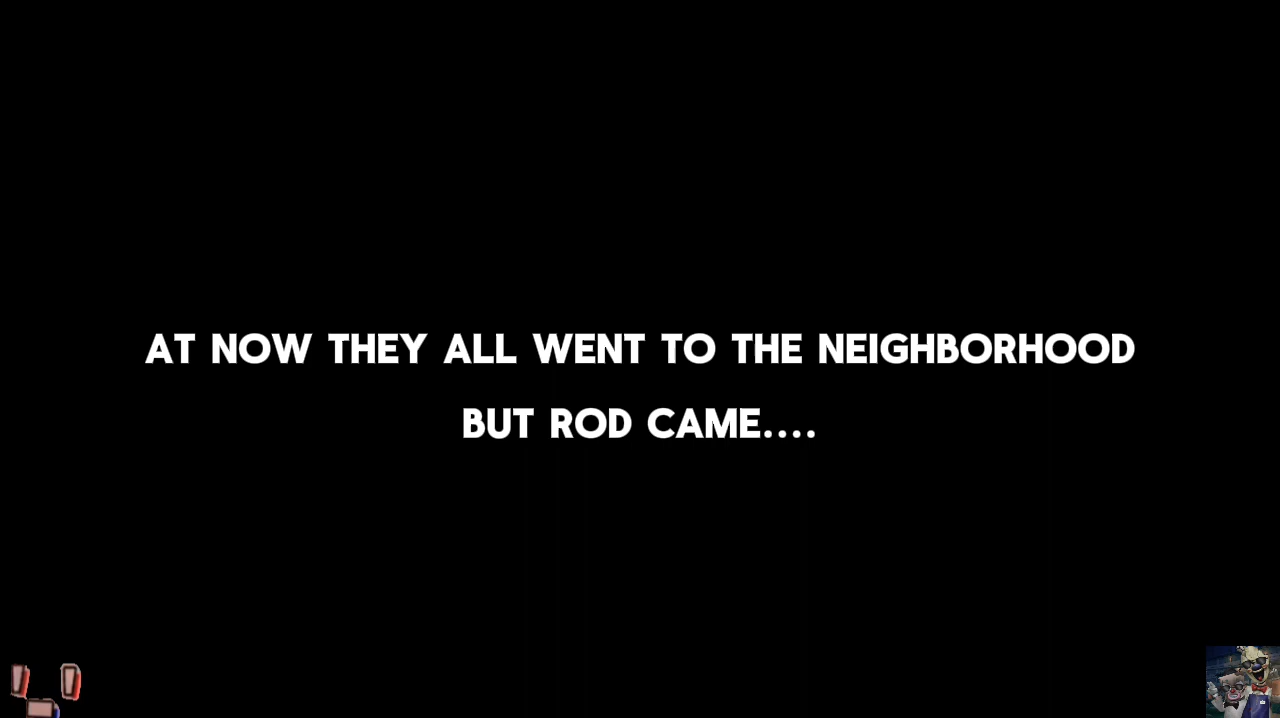 AT NOW THEY ALL WENT TO THE NEIGHBORHOOD
BUT ROD CAME....